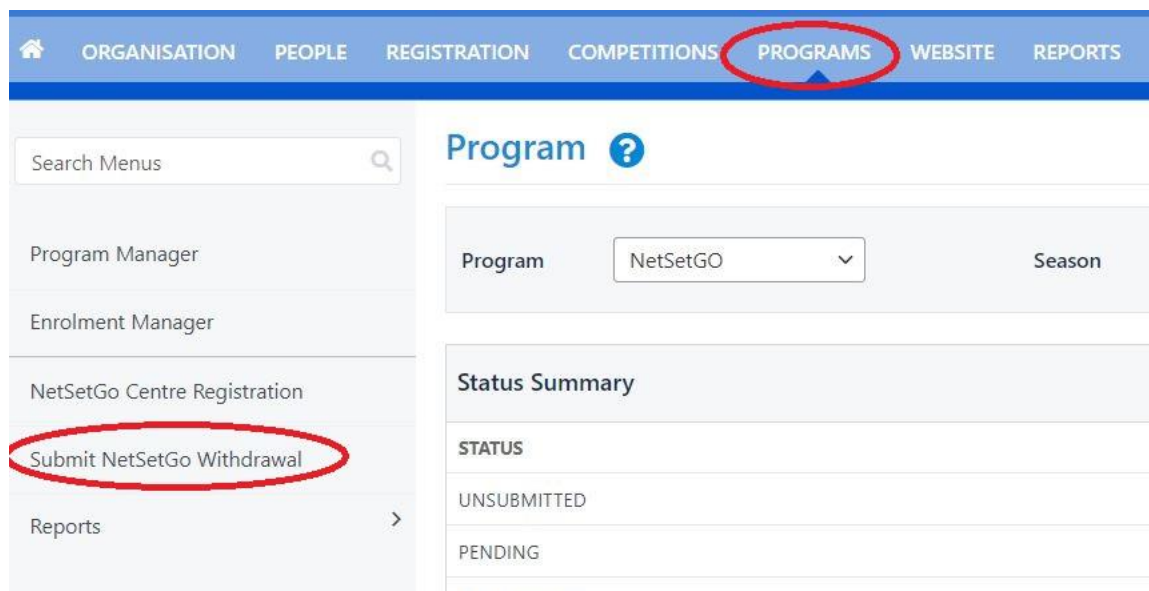 ORGANISATION PEOPLE REGISTRATION COMPETITIONS PROGRAMS WEBSITE REPORTS
Search Menus
Program Manager
Enrolment Manager
NetSetGo Centre Registration
Submit NetSetGo Withdrawal
Reports
Program ?
Program NetSetGO Season
Status Summary
STATUS
UNSUBMITTED
PENDING